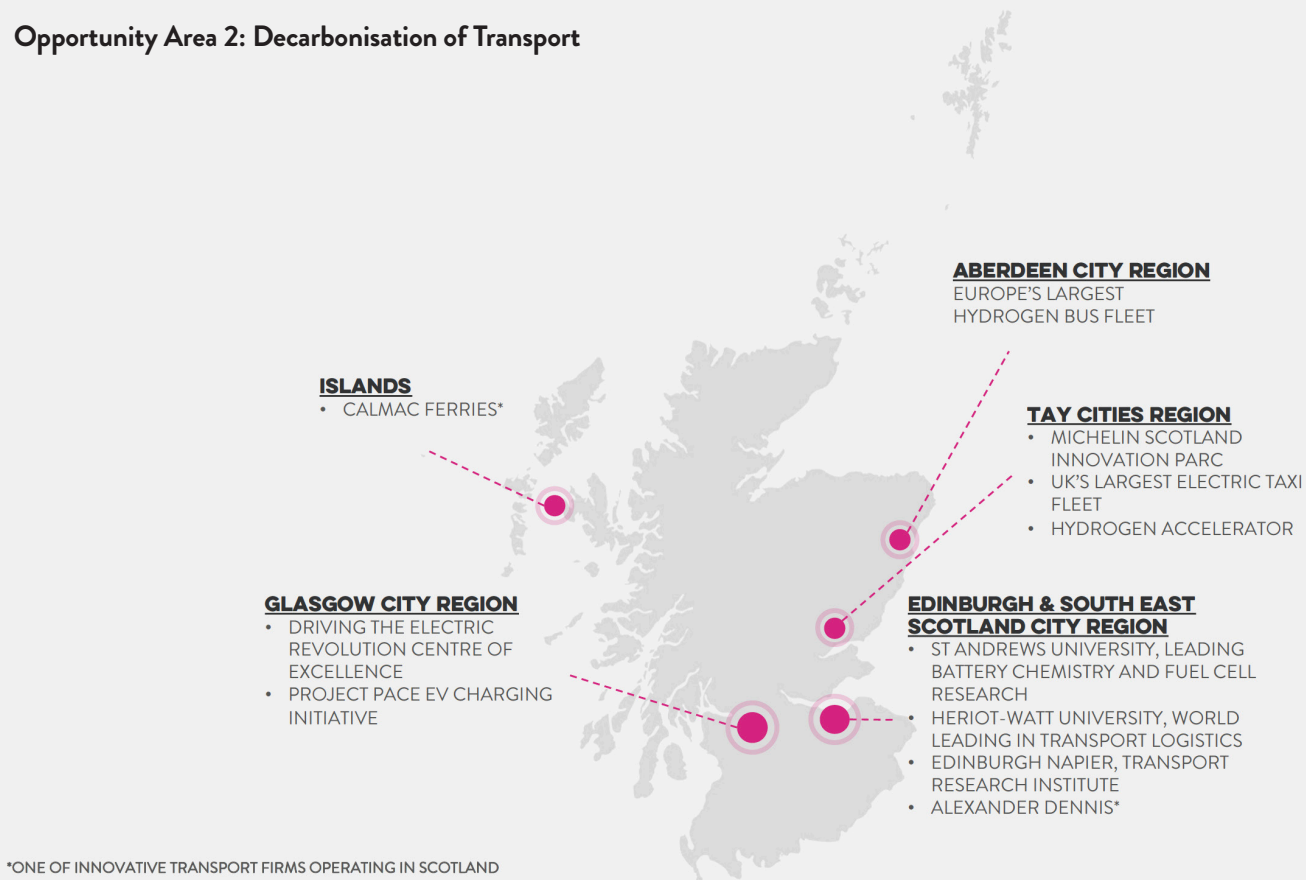 Opportunity Area 2: Decarbonisation of Transport
ABERDEEN CITY REGION
EUROPE'S LARGEST
HYDROGEN BUS FLEET
ISLANDS
• CALMAC FERRIES*
TAY CITIES REGION
• MICHELIN SCOTLAND
INNOVATION PARC
• UK'S LARGEST ELECTRIC TAXI
FLEET
• HYDROGEN ACCELERATOR
GLASGOW CITY REGION
• DRIVING THE ELECTRIC
REVOLUTION CENTRE OF
EXCELLENCE
• PROJECT PACE EV CHARGING
INITIATIVE
EDINBURGH & SOUTH EAST
SCOTLAND CITY REGION
• ST ANDREWS UNIVERSITY, LEADING
BATTERY CHEMISTRY AND FUEL CELL
RESEARCH
• HERIOT-WATT UNIVERSITY, WORLD
LEADING IN TRANSPORT LOGISTICS
• EDINBURGH NAPIER, TRANSPORT
RESEARCH INSTITUTE
• ALEXANDER DENNIS*
*ONE OF INNOVATIVE TRANSPORT FIRMS OPERATING IN SCOTLAND